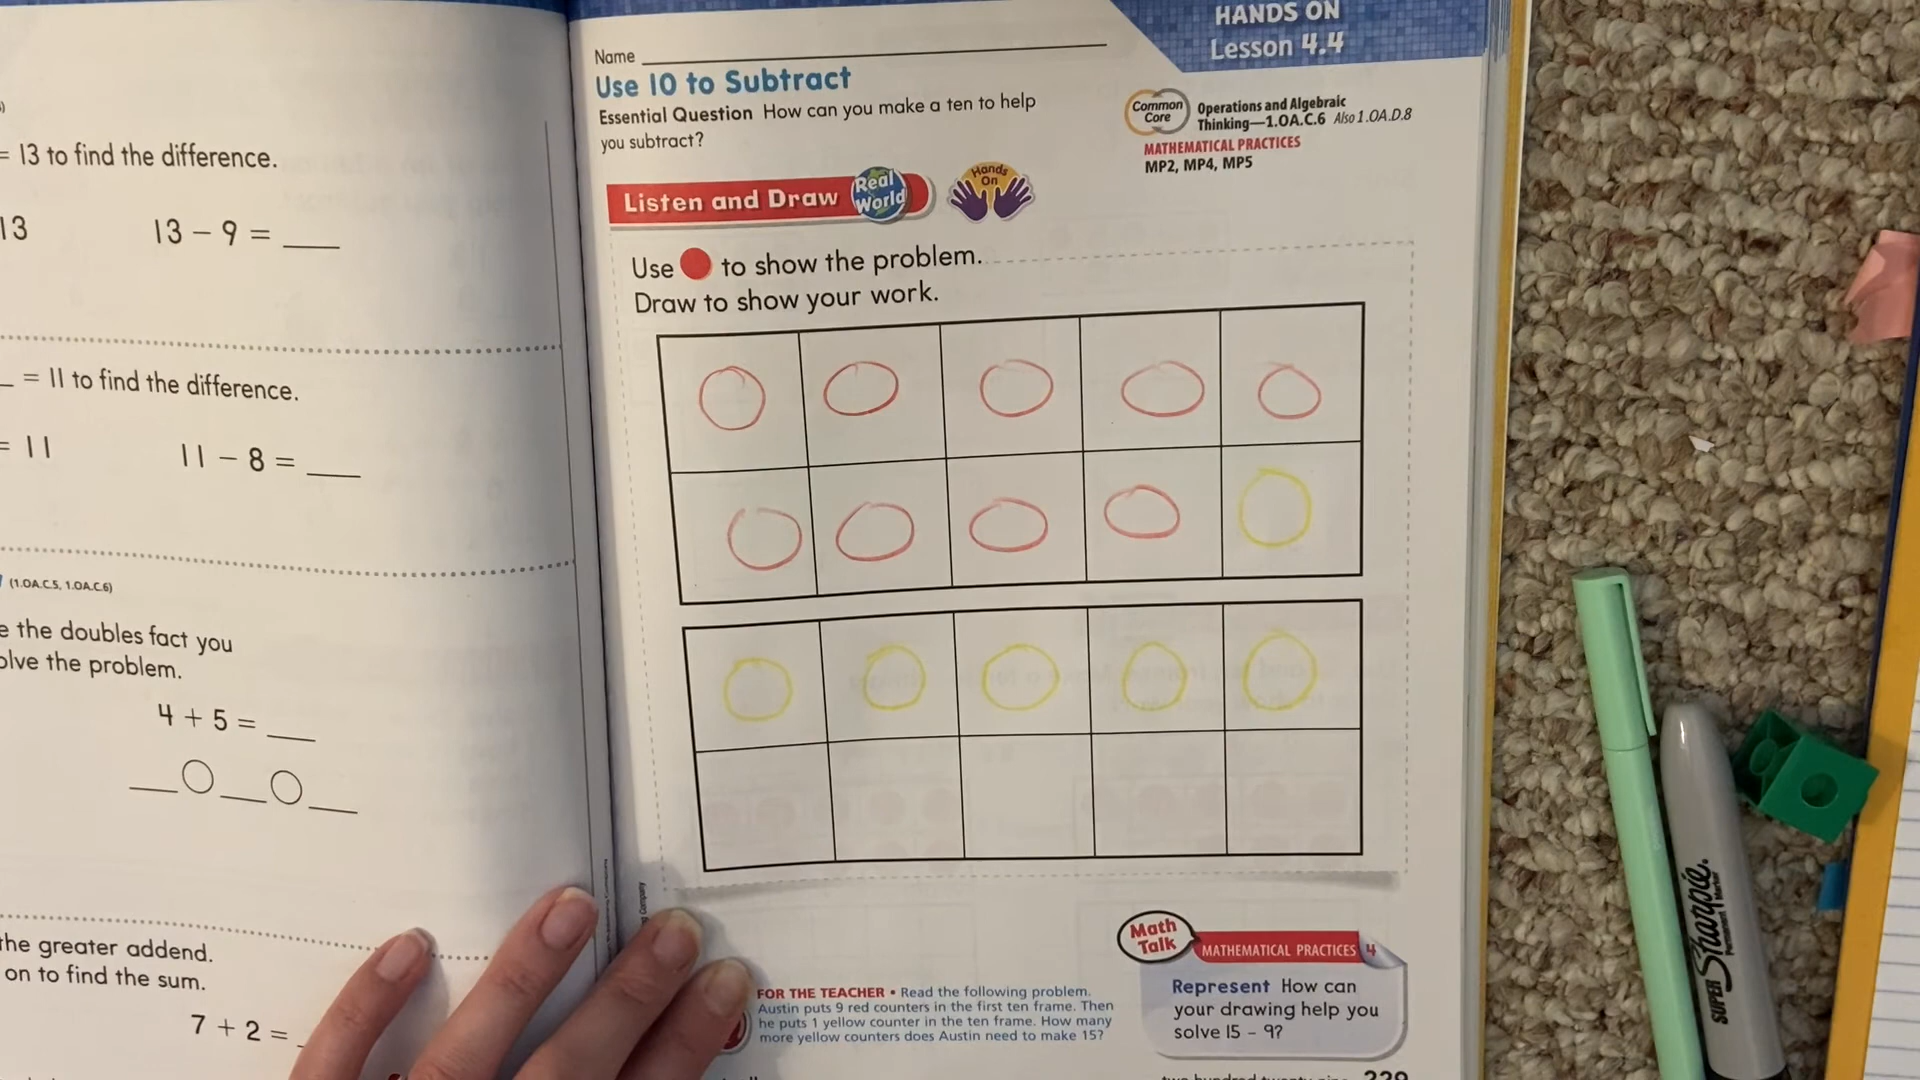 = 13 to find the difference.
13
13 – 9 = ___
_ = 11 to find the difference.
= 11
11 – 8 = ___
(1.OA.C.5, 1.OA.C.6)
the doubles fact you
the problem.
4 + 5 = ___
the greater addend.
on to find the sum.
7 + 2 =
HANDS ON
Lesson 4.4
Name
Use 10 to Subtract
Essential Question How can you make a ten to help
you subtract?
Common
Core
Operations and Algebraic
Thinking—1.OA.C.6 Also 1.OA.D.8
MATHEMATICAL PRACTICES
MP2, MP4, MP5
Listen and Draw
Real
World
Hands
On
Use to show the problem.
Draw to show your work.
Company
FOR THE TEACHER • Read the following problem.
Austin puts 9 red counters in the first ten frame. Then
he puts 1 yellow counter in the ten frame. How many
more yellow counters does Austin need to make 15?
Math
Talk
MATHEMATICAL PRACTICES 4
Represent How can
your drawing help you
solve 15 – 9?
229
SUPER Sharpie.
Permanent Marker